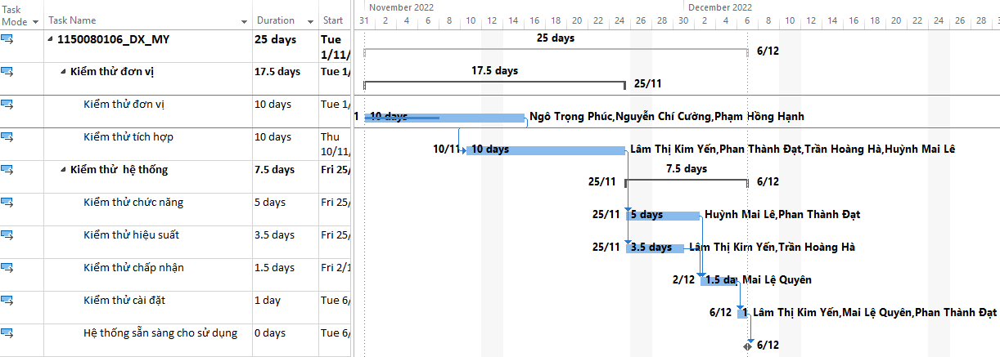 Task Mode Task Name Duration Start November 2022 December 2022
31 2 4 6 8 10 12 14 16 18 20 22 24 26 28 30 2 4 6 8 10 12 14 16 18 20 22 24 26 28 30 1
1150080106_DX_MY 25 days Tue 1/11/ 25 days 6/12
Kiểm thử đơn vị 17.5 days Tue 1/ 17.5 days 25/11
Kiểm thử đơn vị 10 days Tue 1/ 1 10 days Ngô Trọng Phúc,Nguyễn Chí Cường,Phạm Hồng Hạnh
Kiểm thử tích hợp 10 days Thu 10/11/ 10/11 10 days Lâm Thị Kim Yến,Phan Thành Đạt,Trần Hoàng Hà,Huỳnh Mai Lê
Kiểm thử hệ thống 7.5 days Fri 25/ 25/11 7.5 days 6/12
Kiểm thử chức năng 5 days Fri 25/ 25/11 5 days Huỳnh Mai Lê,Phan Thành Đạt
Kiểm thử hiệu suất 3.5 days Fri 25/ 25/11 3.5 days Lâm Thị Kim Yến,Trần Hoàng Hà
Kiểm thử chấp nhận 1.5 days Fri 2/1 2/12 1.5 day Mai Lệ Quyên
Kiểm thử cài đặt 1 day Tue 6/ 6/12 1 Lâm Thị Kim Yến,Mai Lệ Quyên,Phan Thành Đạt
Hệ thống sẵn sàng cho sử dụng 0 days Tue 6/ 6/12